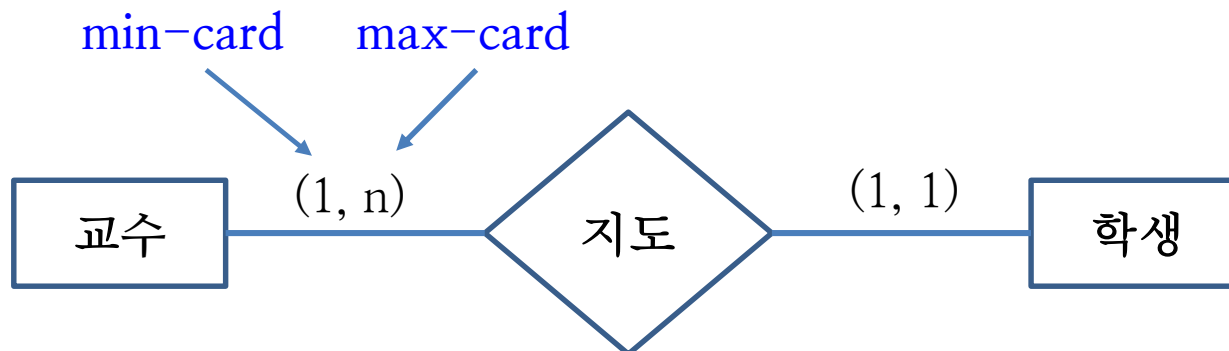 min-card max-card
(1, n) (1, 1)
교수 지도 학생